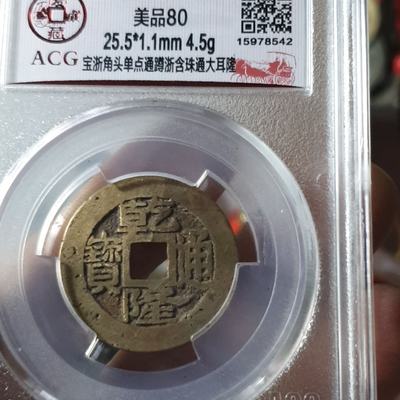 美品80
25.5*1.1mm 4.5g
15978542
ACG 宝浙角头单点通蹲浙含珠通大耳隆
藏
乾隆通寶